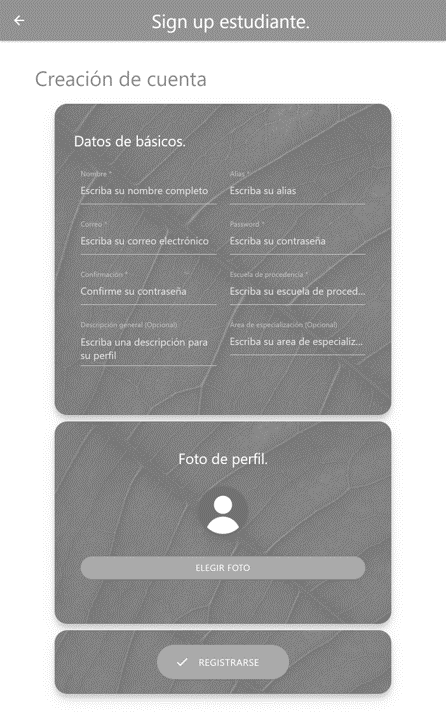 Sign up estudiante.
Creación de cuenta
Datos de básicos.
Nombre * Alias *
Escriba su nombre completo Escriba su alias
Correo * Password *
Escriba su correo electrónico Escriba su contraseña
Confirmación * Escuela de procedencia *
Confirme su contraseña Escriba su escuela de proced...
Descripción general (Opcional) Area de especialización (Opcional)
Escriba una descripción para Escriba su area de especializ...
su perfil
Foto de perfil.
ELEGIR FOTO
REGISTRARSE